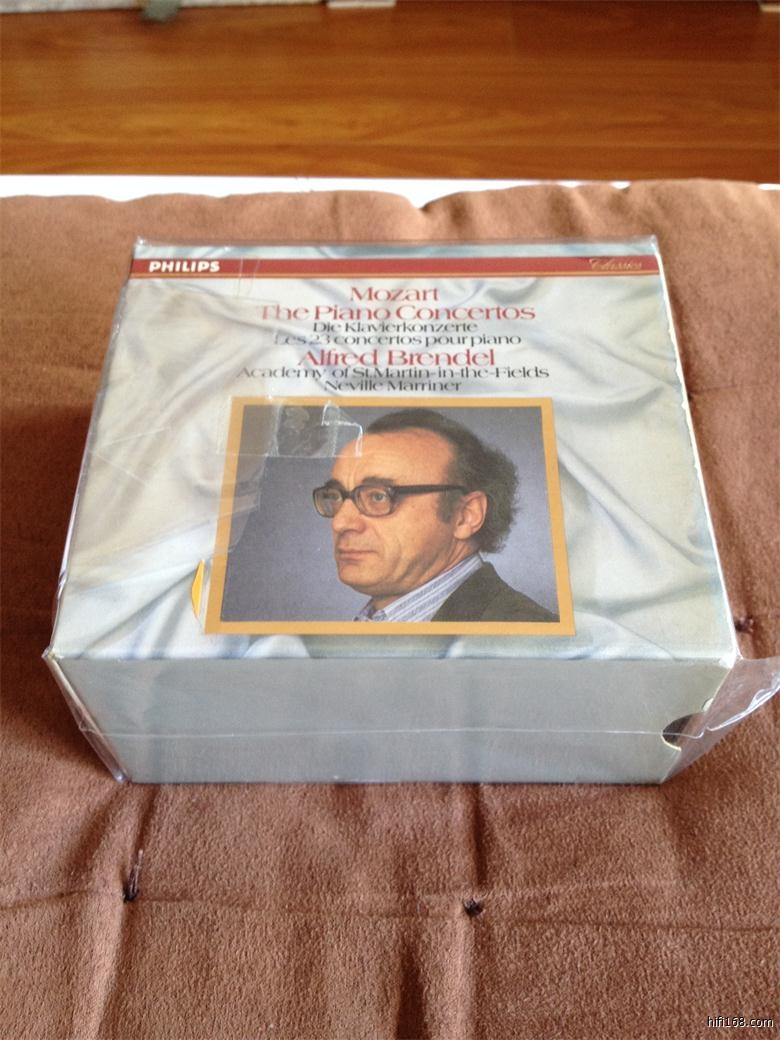 PHILIPS
Classics
Mozart
The Piano Concertos
Die Klavierkonzerte
Les 23 concertos pour piano
Alfred Brendel
Academy of St. Martin-in-the-Fields
Neville Marriner
hifi168.com